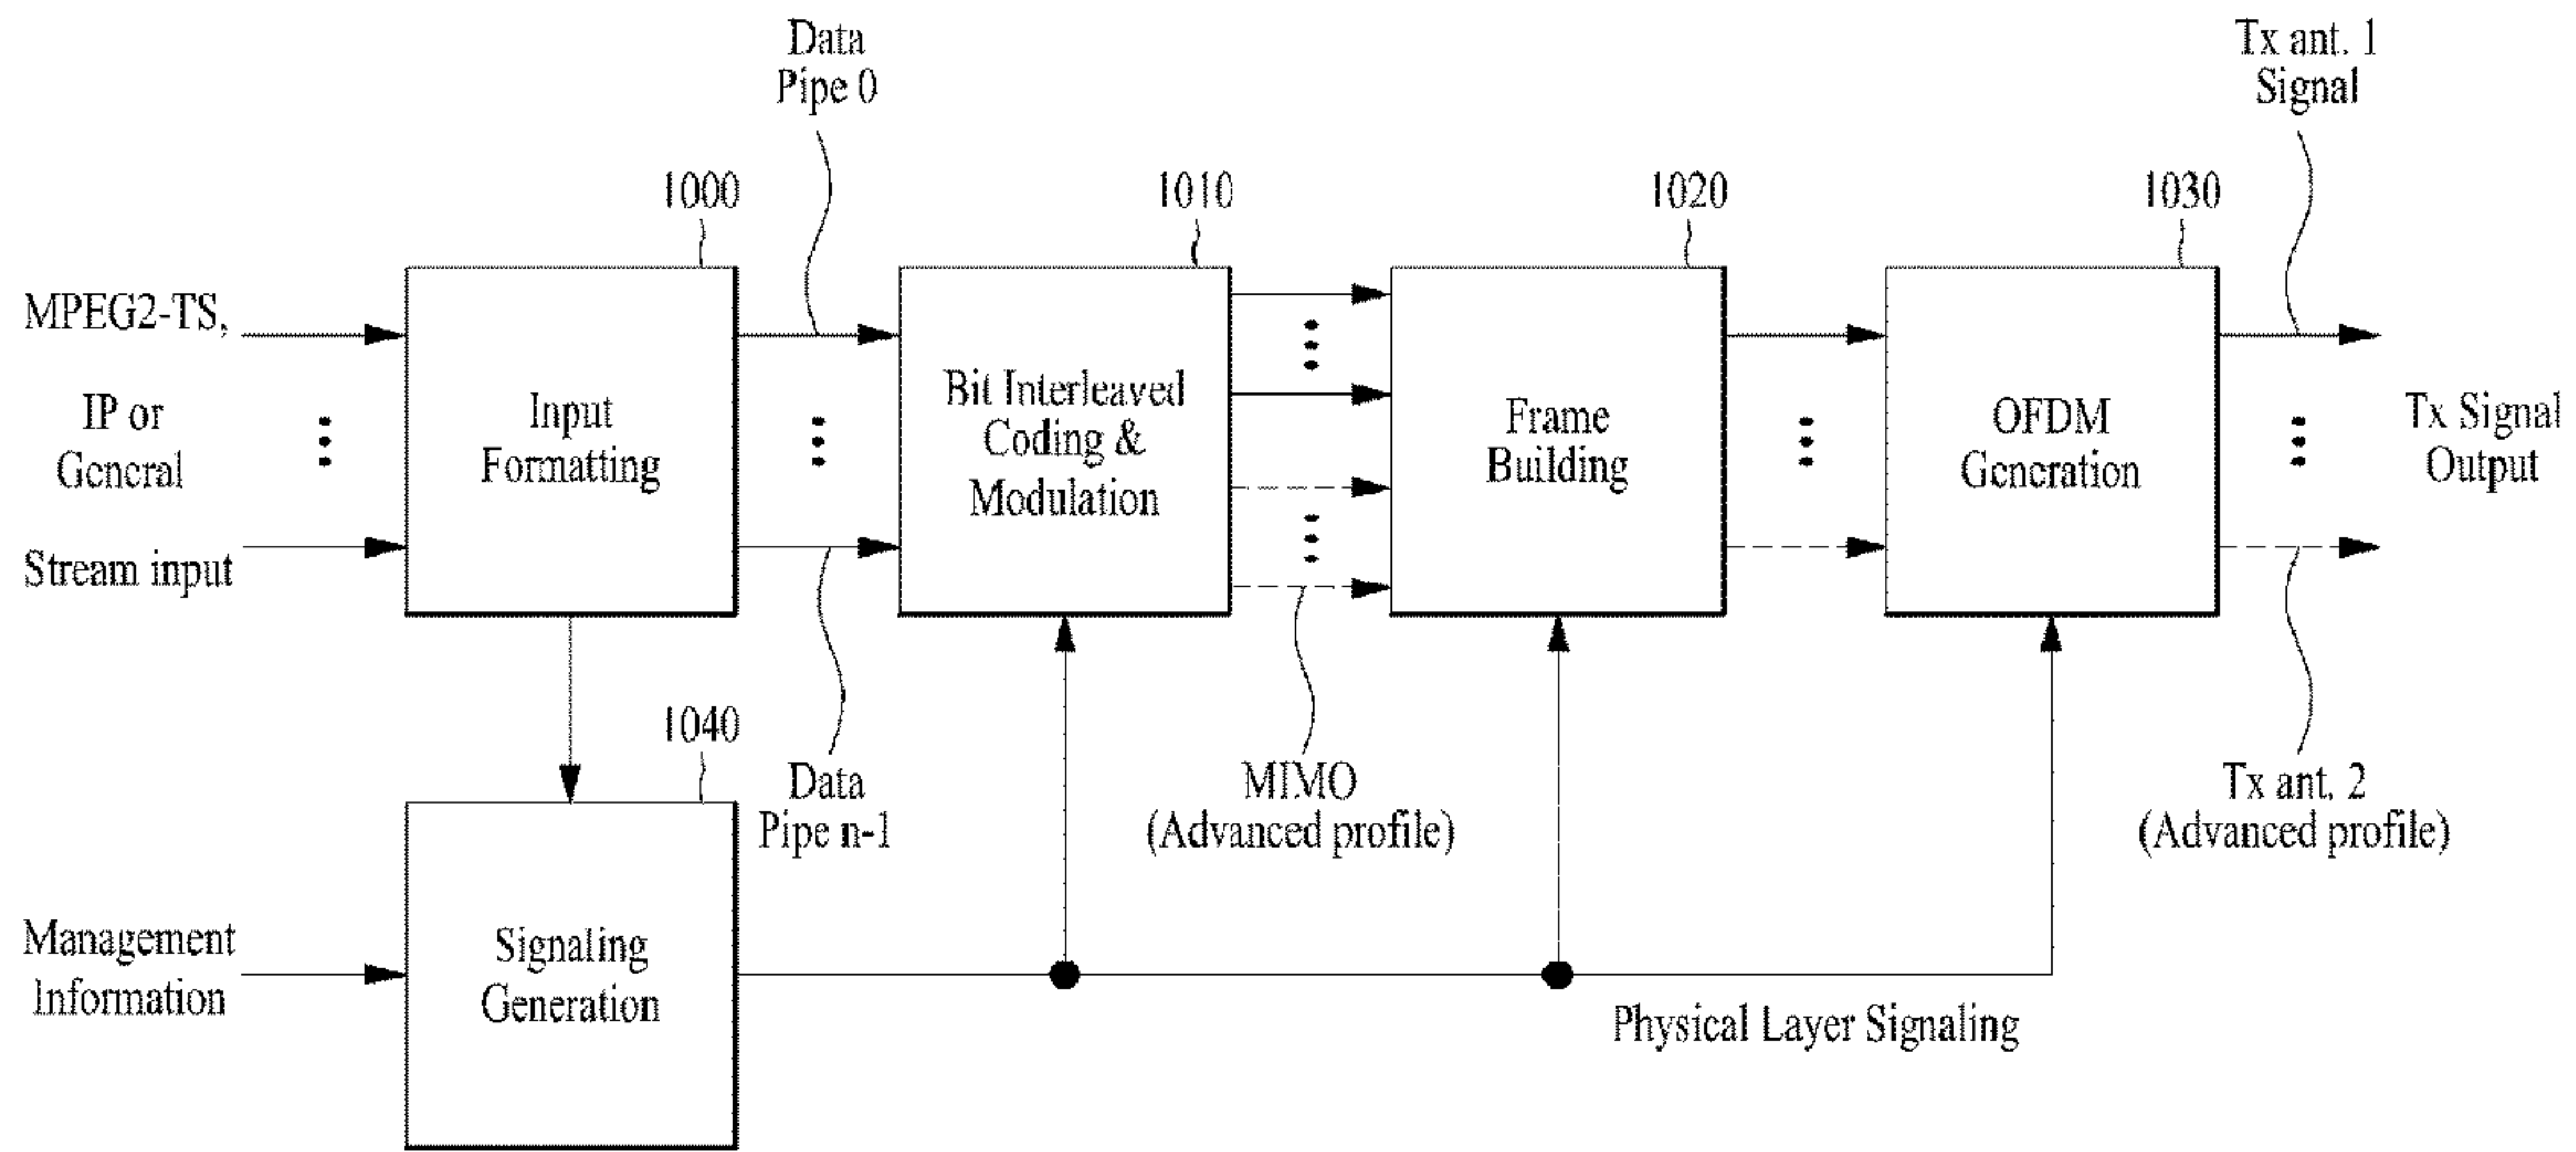 Data
Pipe 0
Tx ant. 1
Signal
1000
1010
1020
1030
MPEG2-TS,
IP or
General
Stream input
Input
Formatting
Bit Interleaved
Coding &
Modulation
Frame
Building
OFDM
Generation
Tx Signal
Output
1040
Data
Pipe n-1
MIMO
(Advanced profile)
Tx ant. 2
(Advanced profile)
Management
Information
Signaling
Generation
Physical Layer Signaling